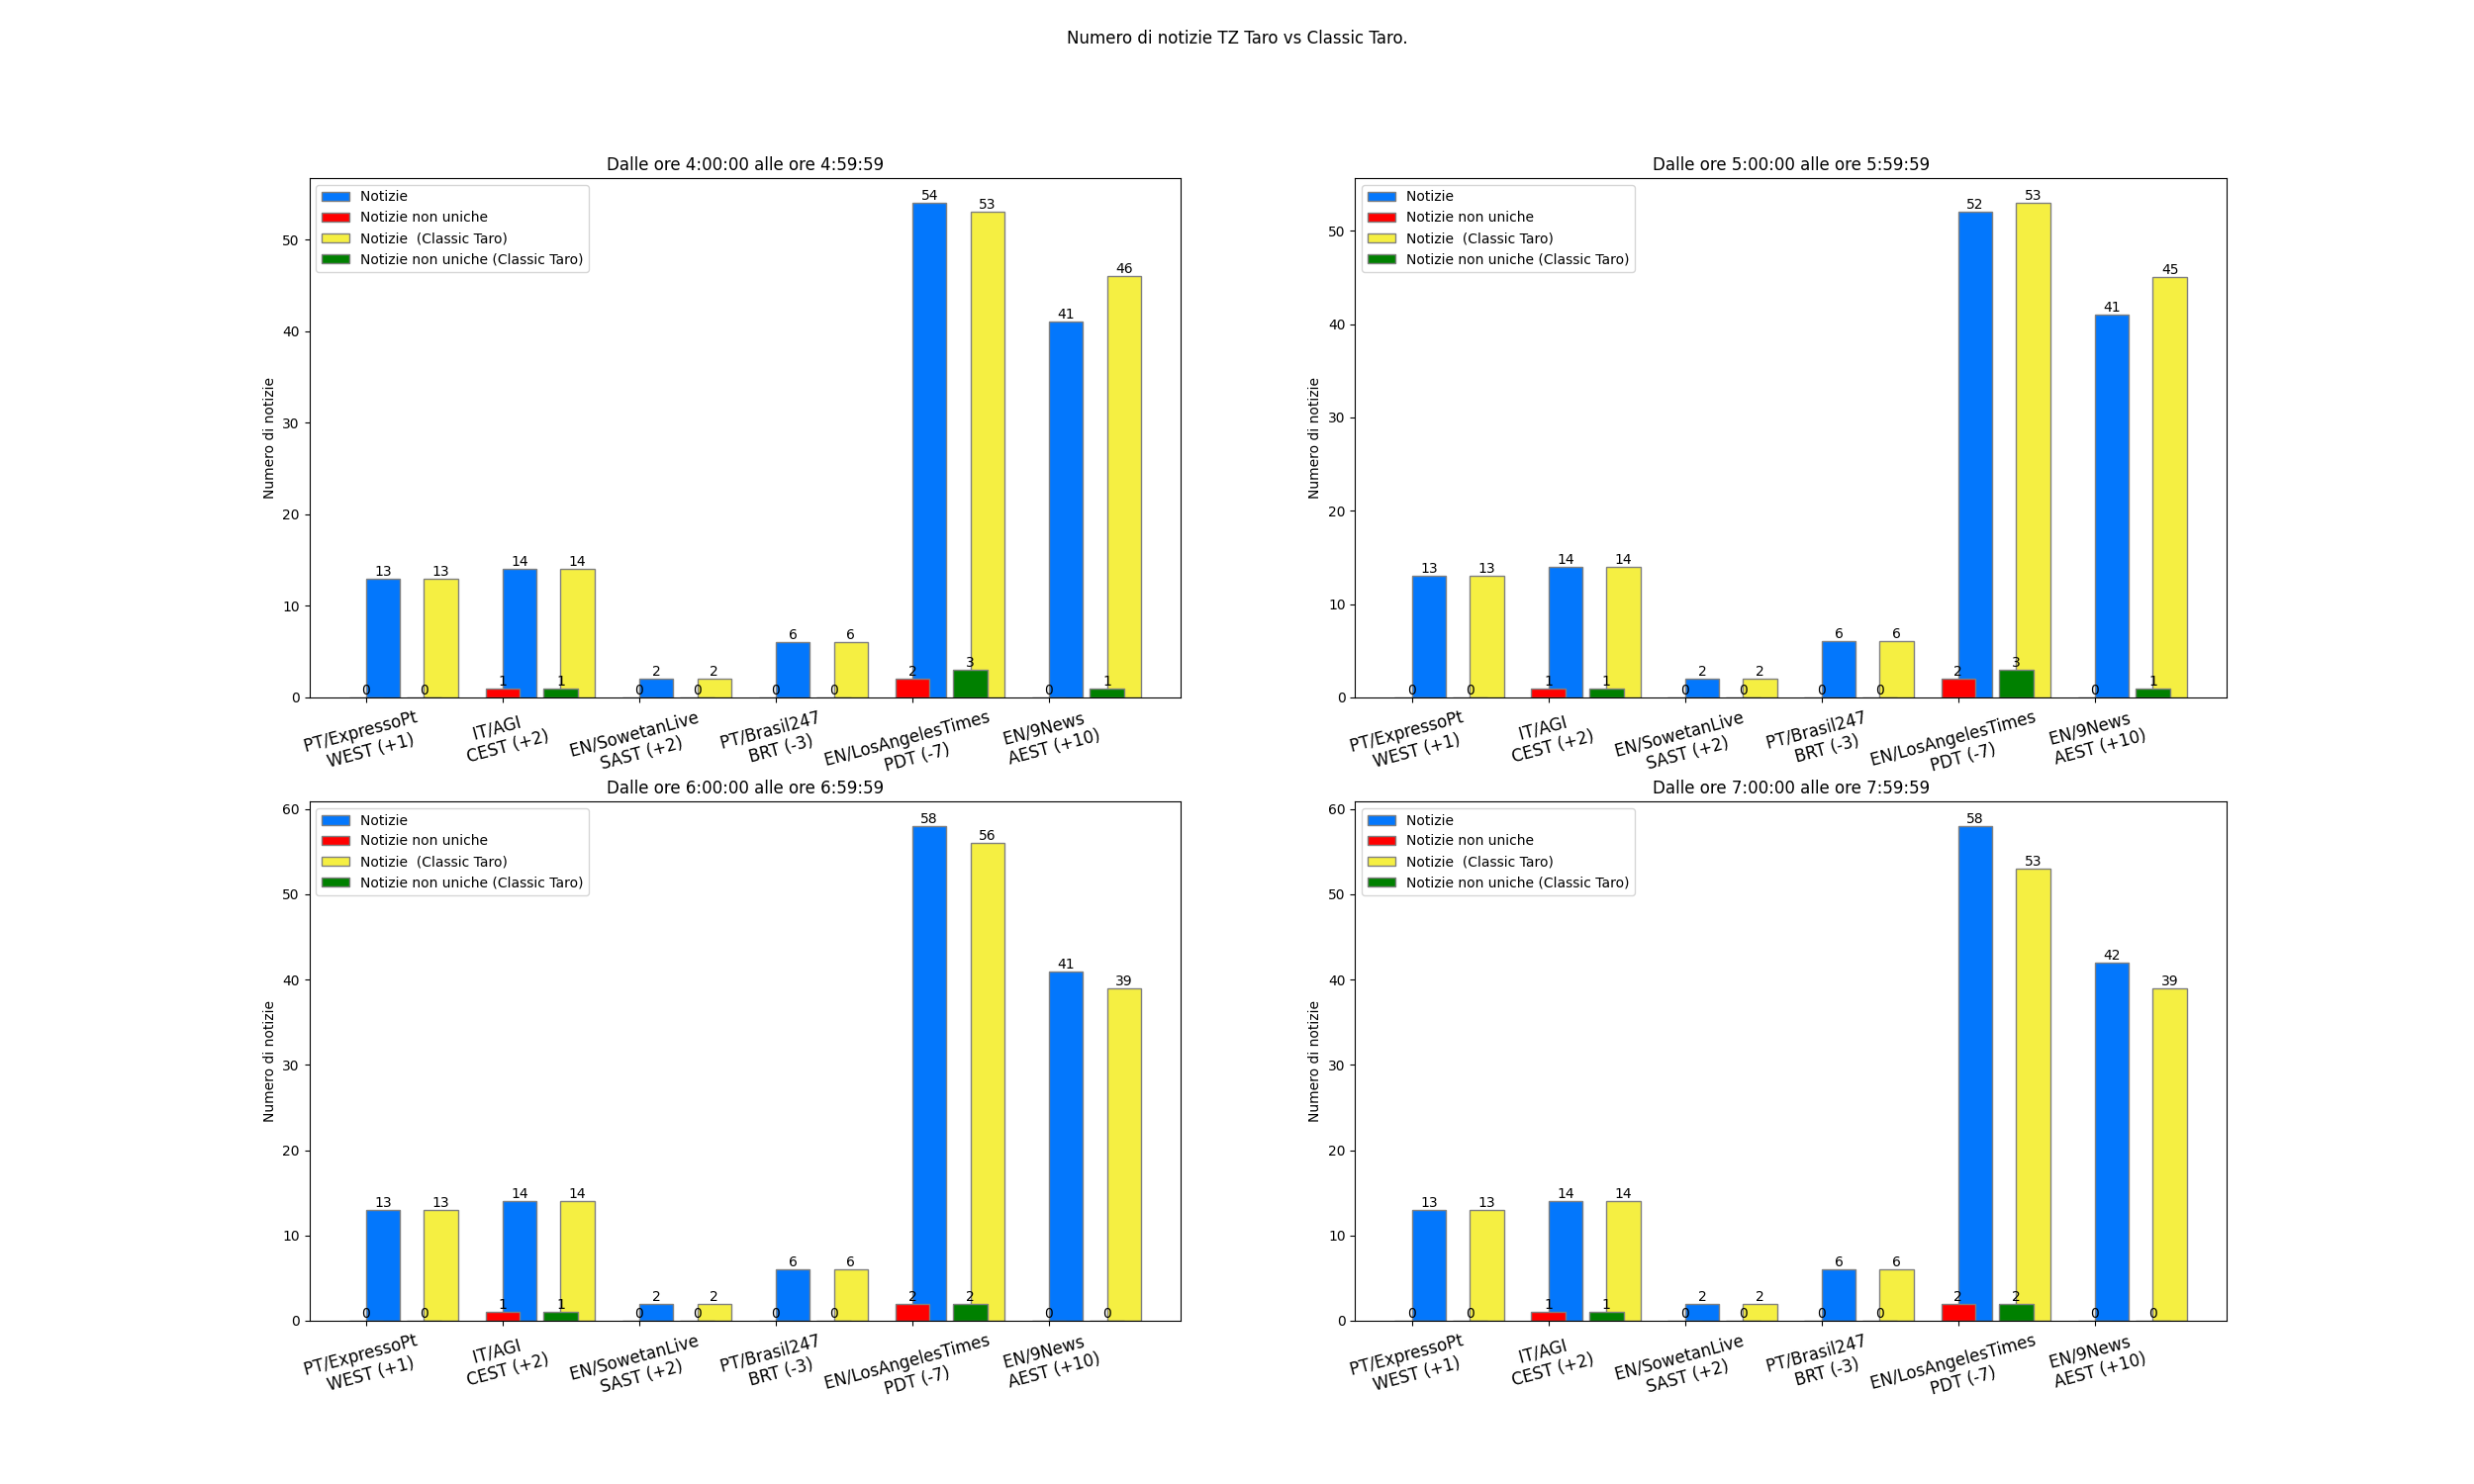 Numero di notizie TZ Taro vs Classic Taro.
Dalle ore 4:00:00 alle ore 4:59:59
Notizie
Notizie non uniche
Notizie  (Classic Taro)
Notizie non uniche (Classic Taro)
Numero di notizie
50
40
30
20
10
0
13 13 14 14 2 2 6 6 54 53 41 46
0 0 1 1 0 0 0 0 2 3 0 1
PT/ExpressoPt
WEST (+1)
IT/AGI
CEST (+2)
EN/SowetanLive
SAST (+2)
PT/Brasil247
BRT (-3)
EN/LosAngelesTimes
PDT (-7)
EN/9News
AEST (+10)
Dalle ore 5:00:00 alle ore 5:59:59
Notizie
Notizie non uniche
Notizie  (Classic Taro)
Notizie non uniche (Classic Taro)
Numero di notizie
50
40
30
20
10
0
13 13 14 14 2 2 6 6 52 53 41 45
0 0 1 1 0 0 0 0 2 3 0 1
PT/ExpressoPt
WEST (+1)
IT/AGI
CEST (+2)
EN/SowetanLive
SAST (+2)
PT/Brasil247
BRT (-3)
EN/LosAngelesTimes
PDT (-7)
EN/9News
AEST (+10)
Dalle ore 6:00:00 alle ore 6:59:59
Notizie
Notizie non uniche
Notizie  (Classic Taro)
Notizie non uniche (Classic Taro)
Numero di notizie
60
50
40
30
20
10
0
13 13 14 14 2 2 6 6 58 56 41 39
0 0 1 1 0 0 0 0 2 2 0 0
PT/ExpressoPt
WEST (+1)
IT/AGI
CEST (+2)
EN/SowetanLive
SAST (+2)
PT/Brasil247
BRT (-3)
EN/LosAngelesTimes
PDT (-7)
EN/9News
AEST (+10)
Dalle ore 7:00:00 alle ore 7:59:59
Notizie
Notizie non uniche
Notizie  (Classic Taro)
Notizie non uniche (Classic Taro)
Numero di notizie
60
50
40
30
20
10
0
13 13 14 14 2 2 6 6 58 53 42 39
0 0 1 1 0 0 0 0 2 2 0 0
PT/ExpressoPt
WEST (+1)
IT/AGI
CEST (+2)
EN/SowetanLive
SAST (+2)
PT/Brasil247
BRT (-3)
EN/LosAngelesTimes
PDT (-7)
EN/9News
AEST (+10)